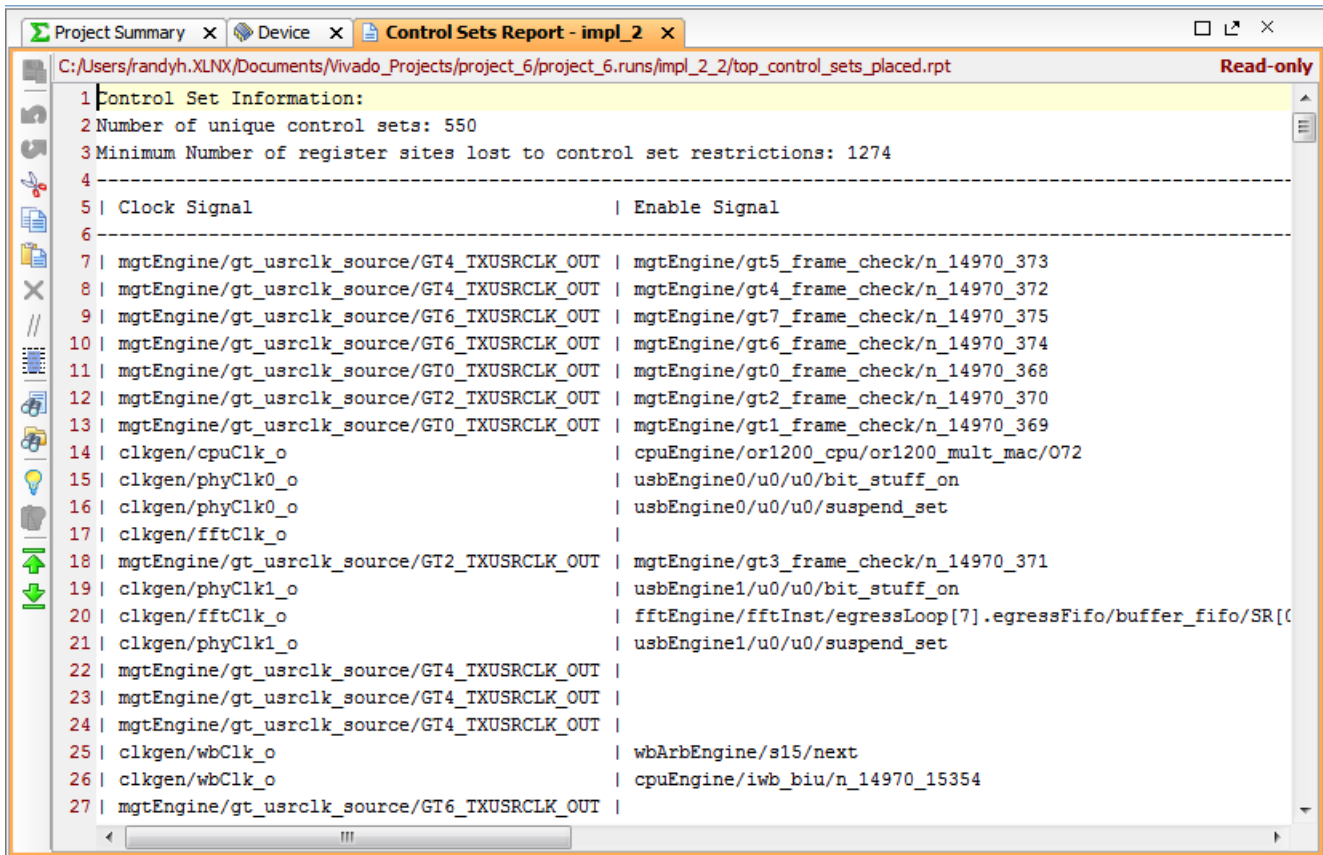 Project Summary Device Control Sets Report - impl_2
C:/Users/randyh.XLNX/Documents/Vivado_Projects/project_6/project_6.runs/impl_2_2/top_control_sets_placed.rpt Read-only
1 Control Set Information:
2 Number of unique control sets: 550
3 Minimum Number of register sites lost to control set restrictions: 1274
4 ----------------------------------------------------------------------------------------------------
5 | Clock Signal | Enable Signal
6 ----------------------------------------------------------------------------------------------------
7 | mgtEngine/gt_usrclk_source/GT4_TXUSRCLK_OUT | mgtEngine/gt5_frame_check/n_14970_373
8 | mgtEngine/gt_usrclk_source/GT4_TXUSRCLK_OUT | mgtEngine/gt4_frame_check/n_14970_372
9 | mgtEngine/gt_usrclk_source/GT6_TXUSRCLK_OUT | mgtEngine/gt7_frame_check/n_14970_375
10 | mgtEngine/gt_usrclk_source/GT6_TXUSRCLK_OUT | mgtEngine/gt6_frame_check/n_14970_374
11 | mgtEngine/gt_usrclk_source/GT0_TXUSRCLK_OUT | mgtEngine/gt0_frame_check/n_14970_368
12 | mgtEngine/gt_usrclk_source/GT2_TXUSRCLK_OUT | mgtEngine/gt2_frame_check/n_14970_370
13 | mgtEngine/gt_usrclk_source/GT0_TXUSRCLK_OUT | mgtEngine/gt1_frame_check/n_14970_369
14 | clkgen/cpuClk_o | cpuEngine/or1200_cpu/or1200_mult_mac/O72
15 | clkgen/phyClk0_o | usbEngine0/u0/u0/bit_stuff_on
16 | clkgen/phyClk0_o | usbEngine0/u0/u0/suspend_set
17 | clkgen/fftClk_o |
18 | mgtEngine/gt_usrclk_source/GT2_TXUSRCLK_OUT | mgtEngine/gt3_frame_check/n_14970_371
19 | clkgen/phyClk1_o | usbEngine1/u0/u0/bit_stuff_on
20 | clkgen/fftClk_o | fftEngine/fftInst/egressLoop[7].egressFifo/buffer_fifo/SR[0
21 | clkgen/phyClk1_o | usbEngine1/u0/u0/suspend_set
22 | mgtEngine/gt_usrclk_source/GT4_TXUSRCLK_OUT |
23 | mgtEngine/gt_usrclk_source/GT4_TXUSRCLK_OUT |
24 | mgtEngine/gt_usrclk_source/GT4_TXUSRCLK_OUT |
25 | clkgen/wbClk_o | wbArbEngine/s15/next
26 | clkgen/wbClk_o | cpuEngine/iwb_biu/n_14970_15354
27 | mgtEngine/gt_usrclk_source/GT6_TXUSRCLK_OUT |